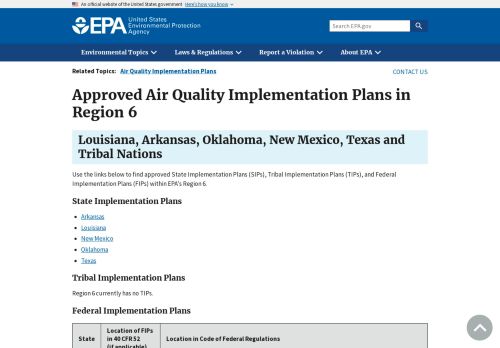 An official website of the United States government Here's how you know
EPA United States
Environmental Protection
Agency
Search EPA.gov
Environmental Topics Laws & Regulations Report a Violation About EPA
Related Topics: Air Quality Implementation Plans
CONTACT US
Approved Air Quality Implementation Plans in
Region 6
Louisiana, Arkansas, Oklahoma, New Mexico, Texas and
Tribal Nations
Use the links below to find approved State Implementation Plans (SIPs), Tribal Implementation Plans (TIPs), and Federal
Implementation Plans (FIPs) within EPA's Region 6.
State Implementation Plans
Arkansas
Louisiana
New Mexico
Oklahoma
Texas
Tribal Implementation Plans
Region 6 currently has no TIPs.
Federal Implementation Plans
State
Location of FIPs
in 40 CFR 52
(if applicable)
Location in Code of Federal Regulations